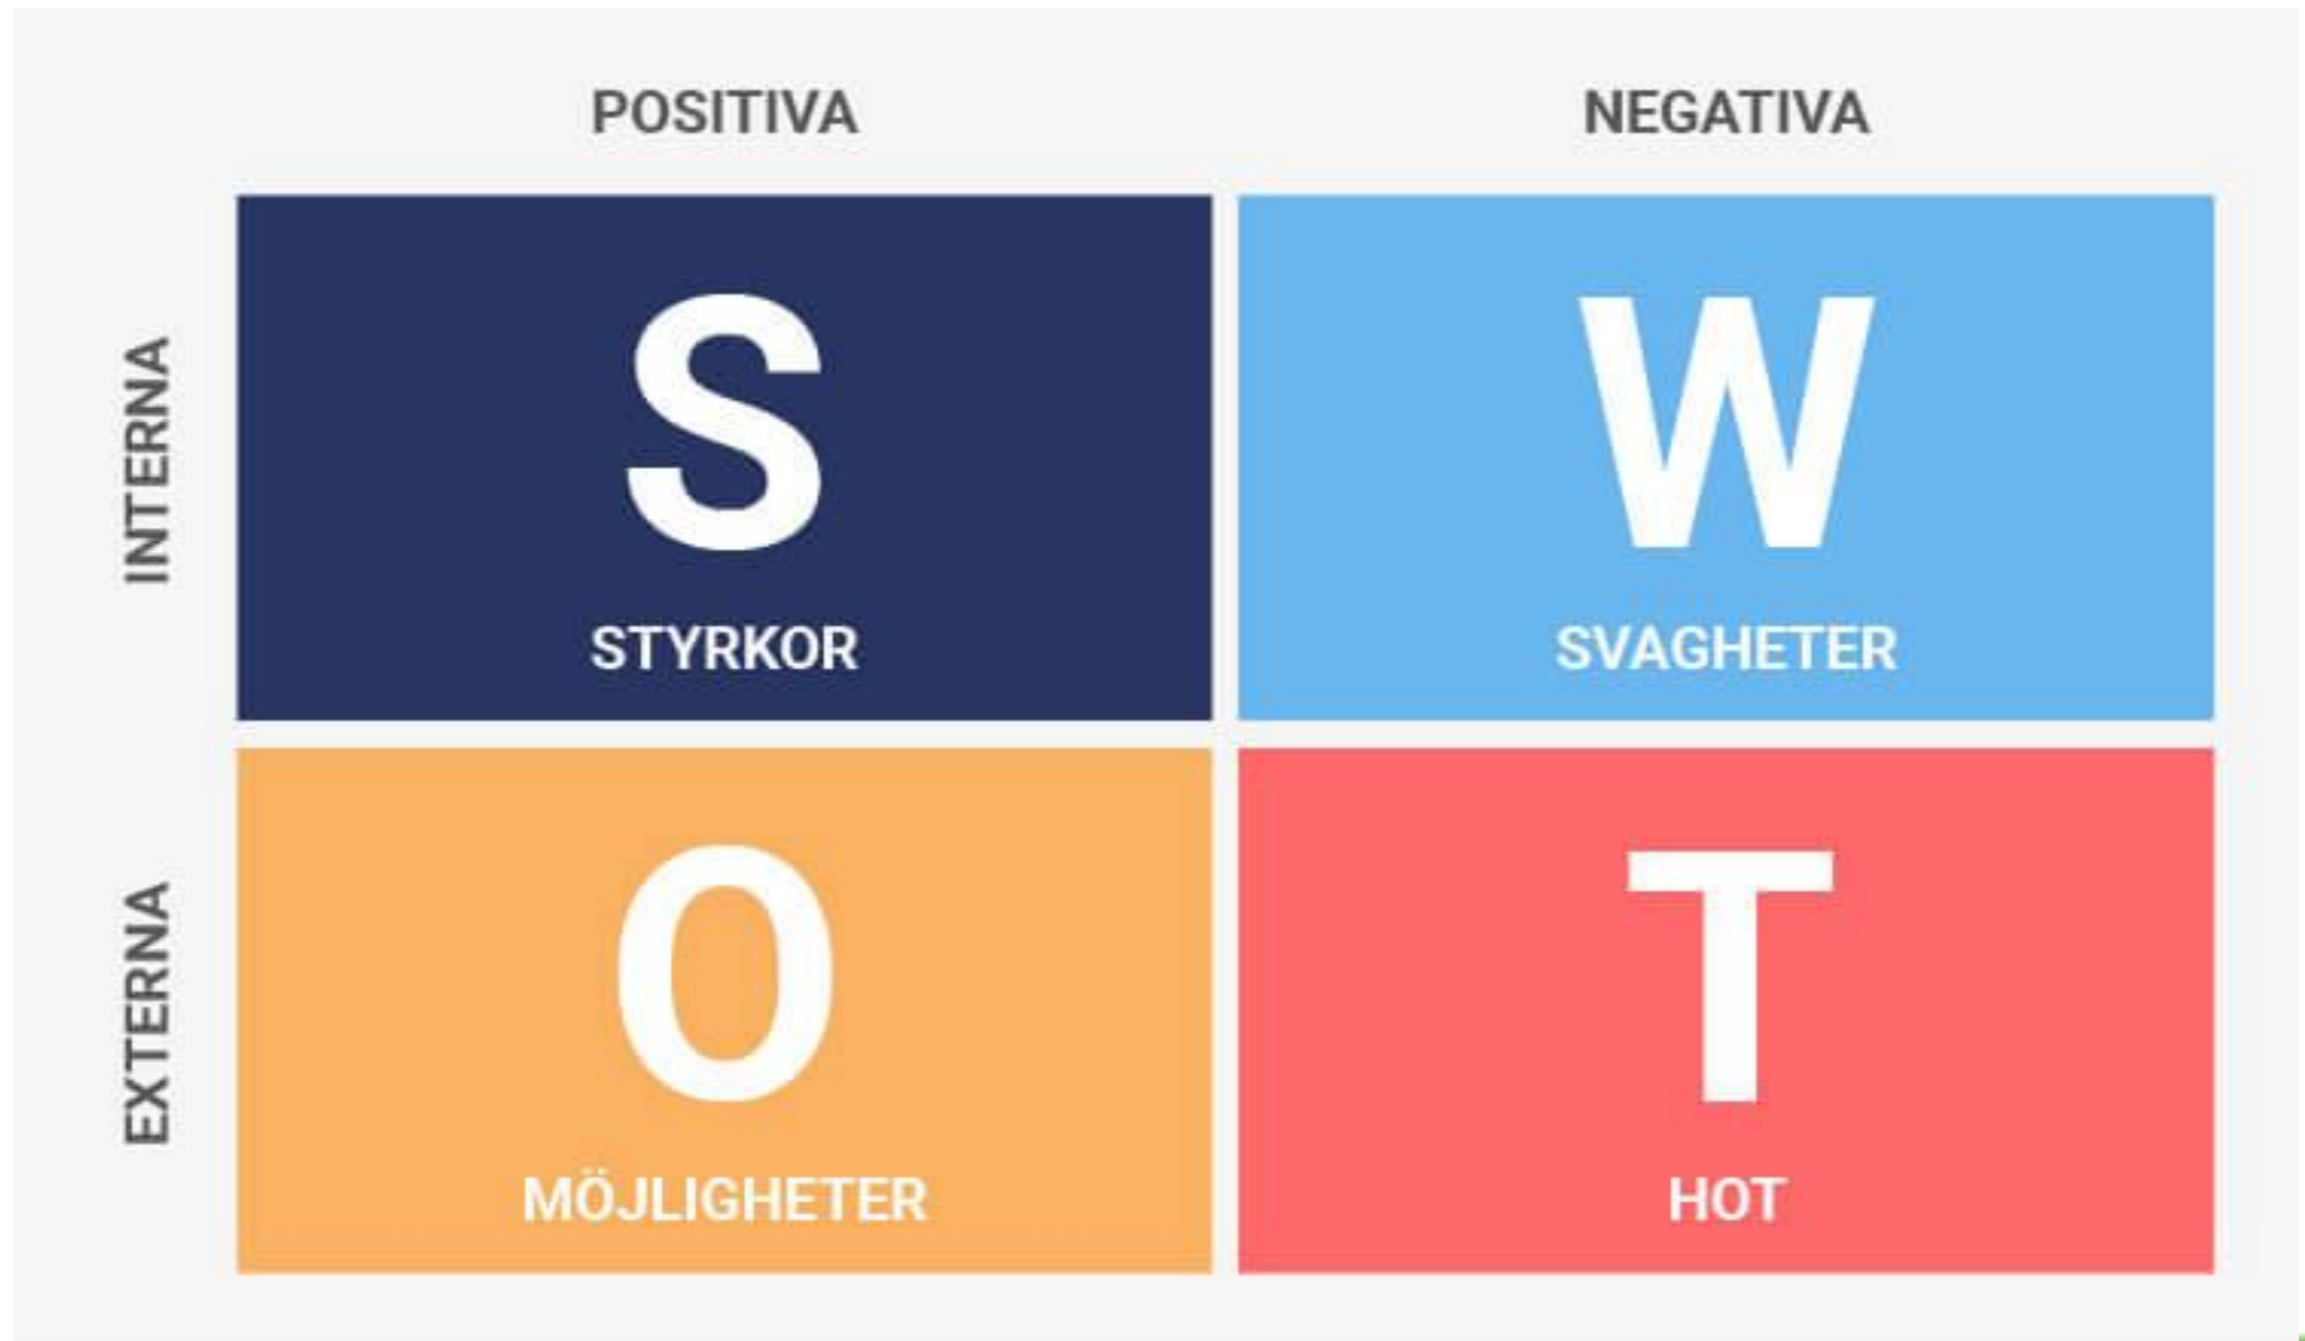 POSITIVA
NEGATIVA
INTERNA
S
STYRKOR
W
SVAGHETER
EXTERNA
O
MÖJLIGHETER
T
HOT